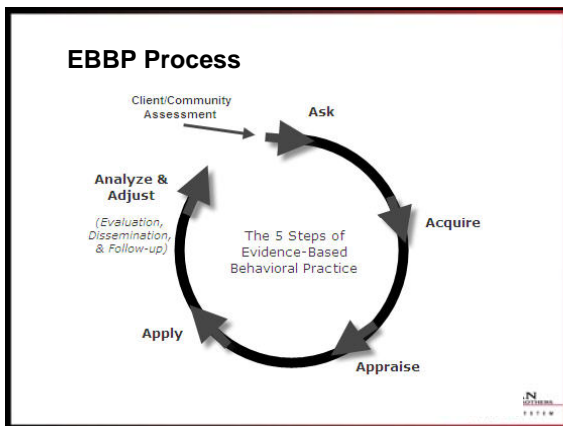 EBBP Process
Client/Community
Assessment
Ask
Acquire
Appraise
Apply
Analyze &
Adjust
(Evaluation,
Dissemination,
& Follow-up)
The 5 Steps of
Evidence-Based
Behavioral Practice